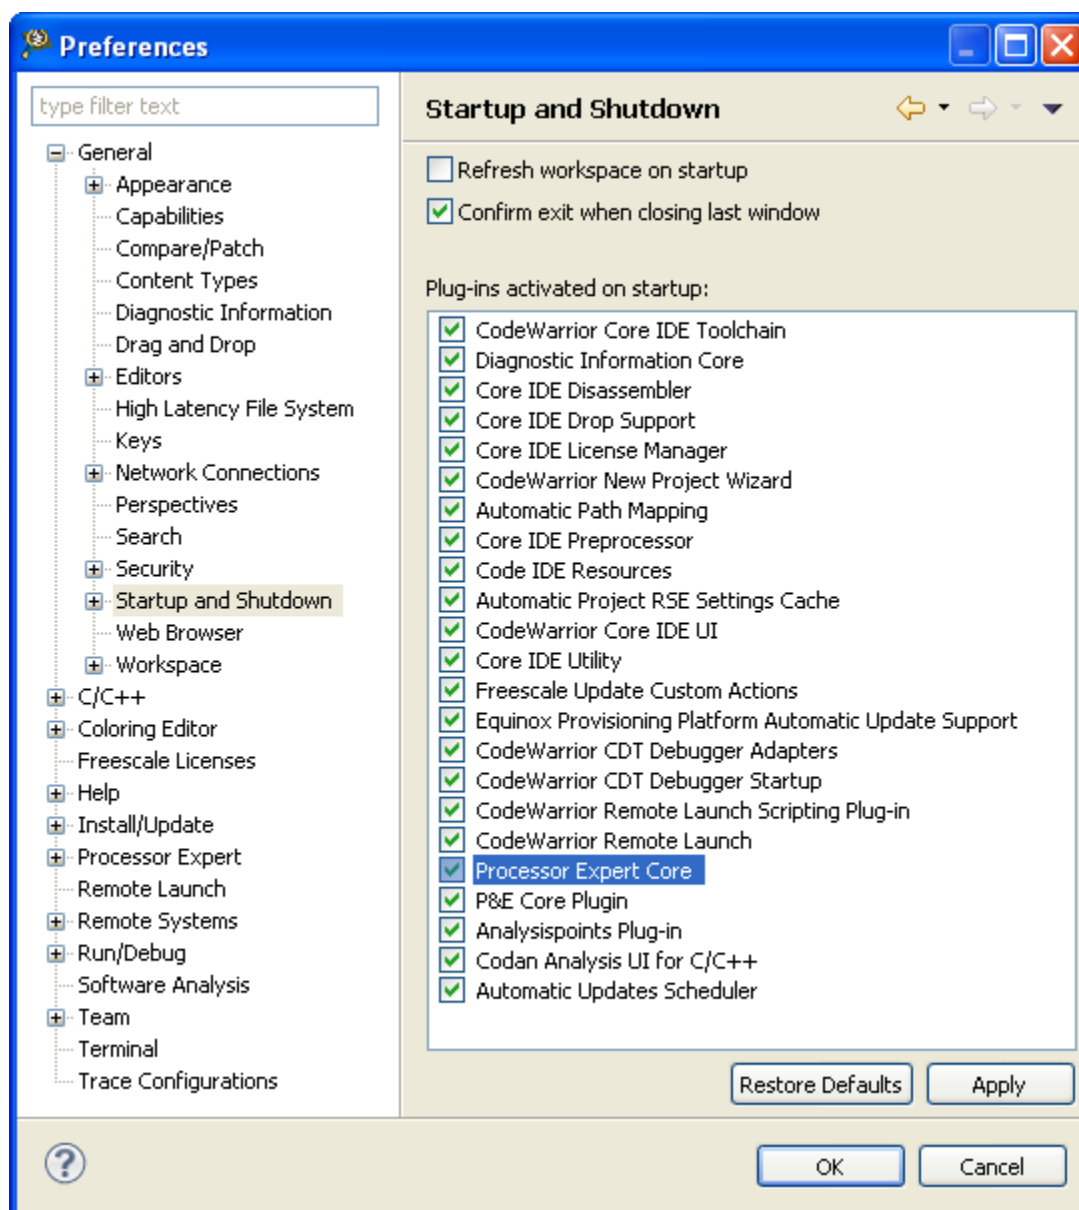 Preferences
type filter text
General
Appearance
Capabilities
Compare/Patch
Content Types
Diagnostic Information
Drag and Drop
Editors
High Latency File System
Keys
Network Connections
Perspectives
Search
Security
Startup and Shutdown
Web Browser
Workspace
C/C++
Coloring Editor
Freescale Licenses
Help
Install/Update
Processor Expert
Remote Launch
Remote Systems
Run/Debug
Software Analysis
Team
Terminal
Trace Configurations
Startup and Shutdown
Refresh workspace on startup
Confirm exit when closing last window
Plug-ins activated on startup:
CodeWarrior Core IDE Toolchain
Diagnostic Information Core
Core IDE Disassembler
Core IDE Drop Support
Core IDE License Manager
CodeWarrior New Project Wizard
Automatic Path Mapping
Core IDE Preprocessor
Code IDE Resources
Automatic Project RSE Settings Cache
CodeWarrior Core IDE UI
Core IDE Utility
Freescale Update Custom Actions
Equinox Provisioning Platform Automatic Update Support
CodeWarrior CDT Debugger Adapters
CodeWarrior CDT Debugger Startup
CodeWarrior Remote Launch Scripting Plug-in
CodeWarrior Remote Launch
Processor Expert Core
P&E Core Plugin
Analysispoints Plug-in
Codan Analysis UI for C/C++
Automatic Updates Scheduler
Restore Defaults
Apply
OK
Cancel